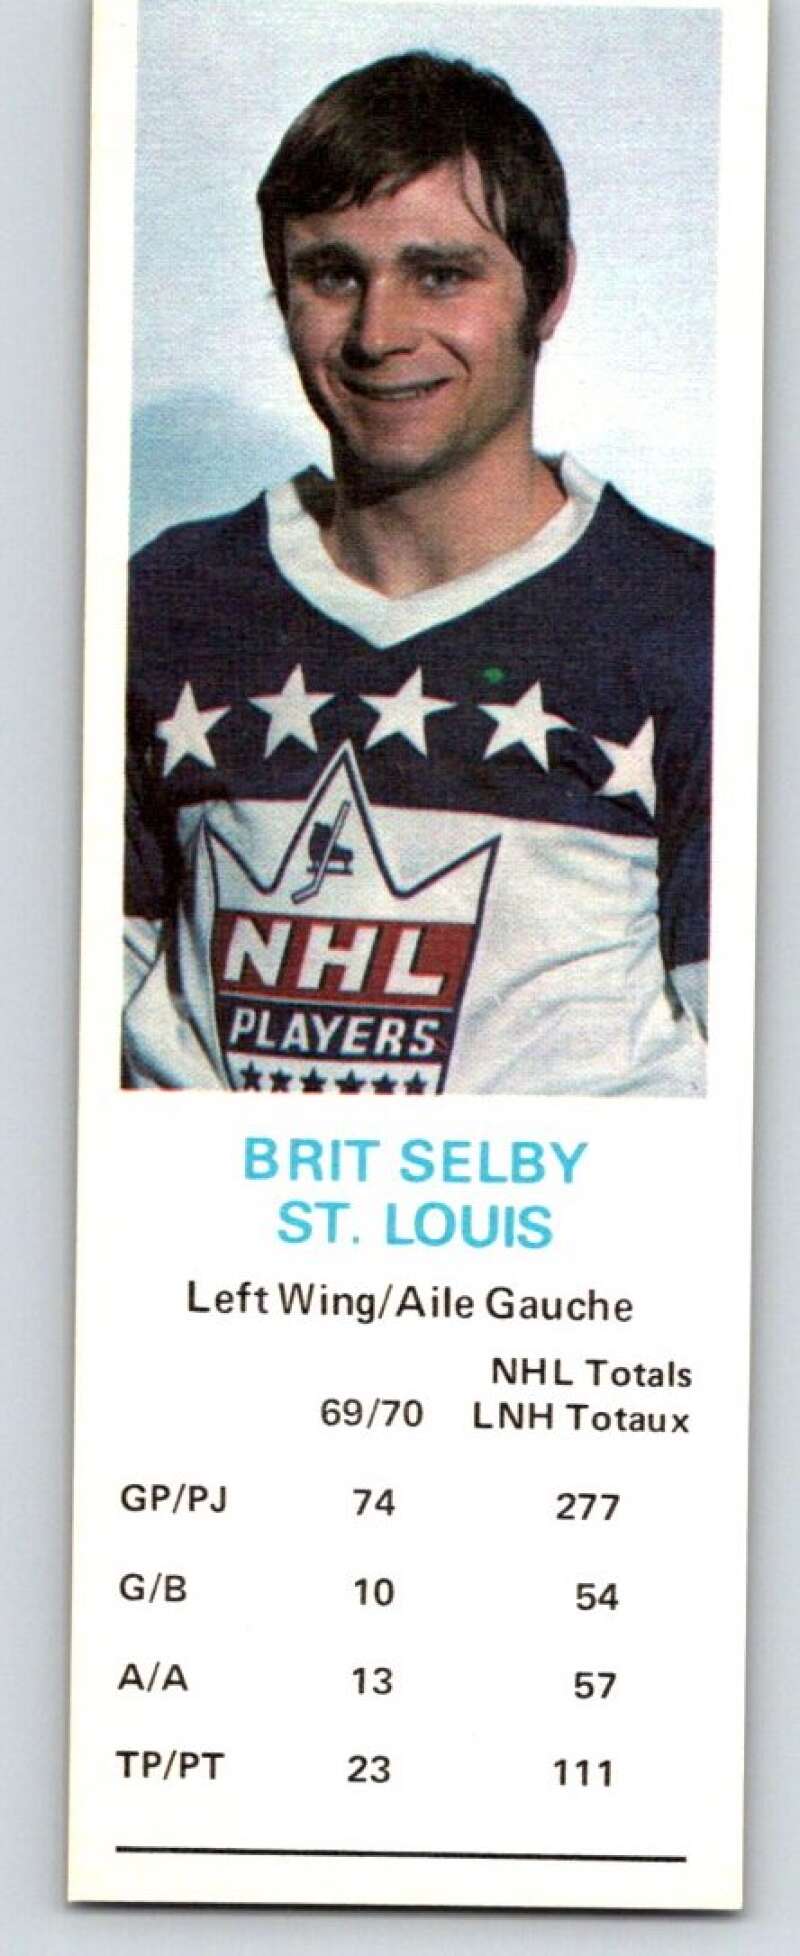 NHL
PLAYERS
BRIT SELBY
ST. LOUIS
Left Wing/Aile Gauche
NHL Totals
69/70 LNH Totaux
GP/PJ 74 277
G/B 10 54
A/A 13 57
TP/PT 23 111